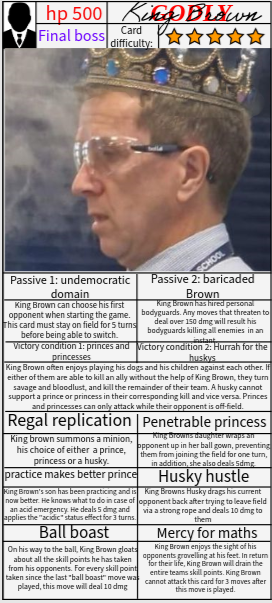 hp 500
King Brown
GODLY
Final boss
Card
difficulty:
Passive 1: undemocratic
domain
Passive 2: baricaded
Brown
King Brown can choose his first
opponent when starting the game.
This card must stay on field for 5 turns
before being able to switch.
King Brown has hired personal
bodyguards. Any moves that threaten to
deal over 150 dmg will result his
bodyguards killing all enemies in an
instant
Victory condition 1: princes and
princesses
Victory condition 2: Hurrah for the
huskys
King Brown often enjoys playing his dogs and his children against each other. If
either of them are able to kill an ally without the help of King Brown, they turn
savage and bloodlust, and kill the remainder of their team. A husky cannot
support a prince or princess in their corresponding kill and vice versa. Princes
and princesses can only attack while their opponent is off-field.
Regal replication
Penetrable princess
King brown summons a minion,
his choice of either a prince,
princess or a husky.
King Browns daughter wraps an
opponent up in her ball gown, preventing
them from joining the field for one turn,
in addition, she also deals 5dmg.
practice makes better prince
Husky hustle
King Brown's son has been practicing and is
now better. He knows what to do in case of
an acid emergency. He deals 5 dmg and
applies the "acidic" status effect for 3 turns.
King Browns Husky drags his current
opponent back after trying to leave field
via a strong rope and deals 10 dmg to
them
Ball boast
Mercy for maths
On his way to the ball, King Brown gloats
about all the skill points he has taken
from his opponents. For every skill point
taken since the last "ball boast" move was
played, this move will deal 10 dmg
King Brown enjoys the sight of his
opponents grovelling at his feet. In return
for their life, King Brown will drain the
entire teams skill points. King Brown
cannot attack this card for 3 moves after
this move is played.